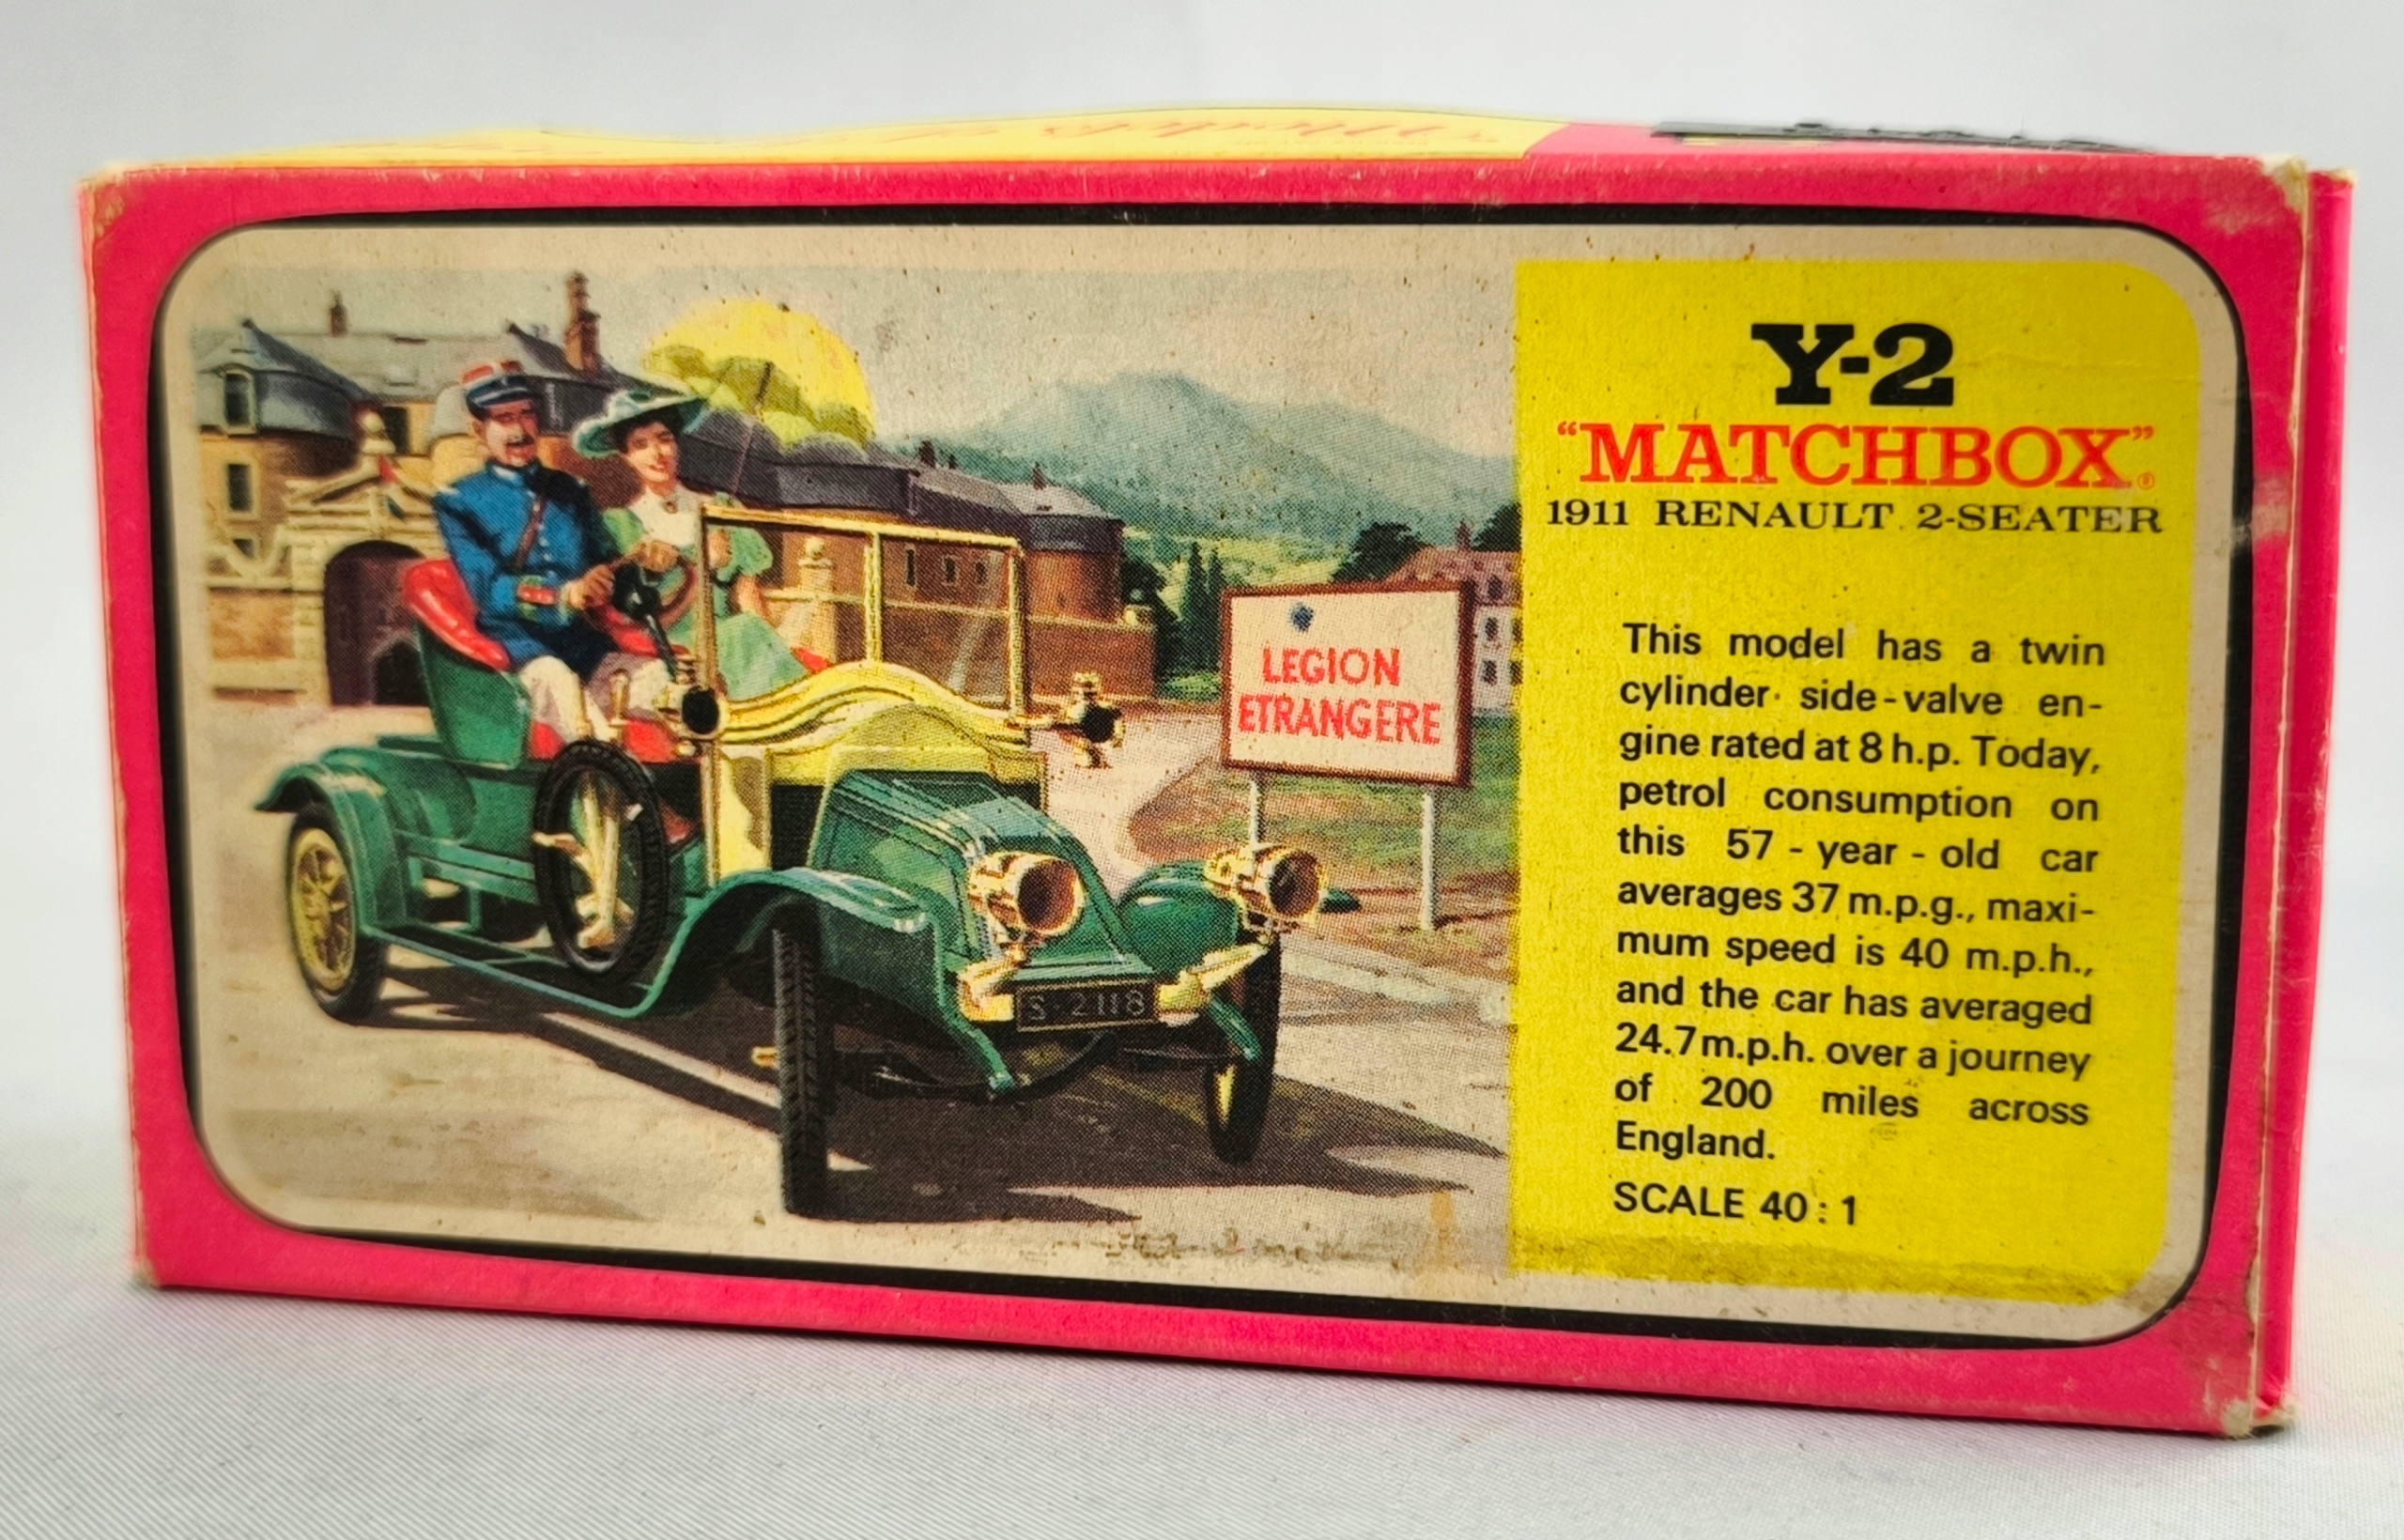 Y-2
"MATCHBOX"®
1911 RENAULT 2-SEATER
LEGION
ETRANGERE
S-2118
This model has a twin
cylinder side-valve en-
gine rated at 8 h.p. Today,
petrol consumption on
this 57-year-old car
averages 37 m.p.g., maxi-
mum speed is 40 m.p.h.,
and the car has averaged
24.7 m.p.h. over a journey
of 200 miles across
England.
SCALE 40:1